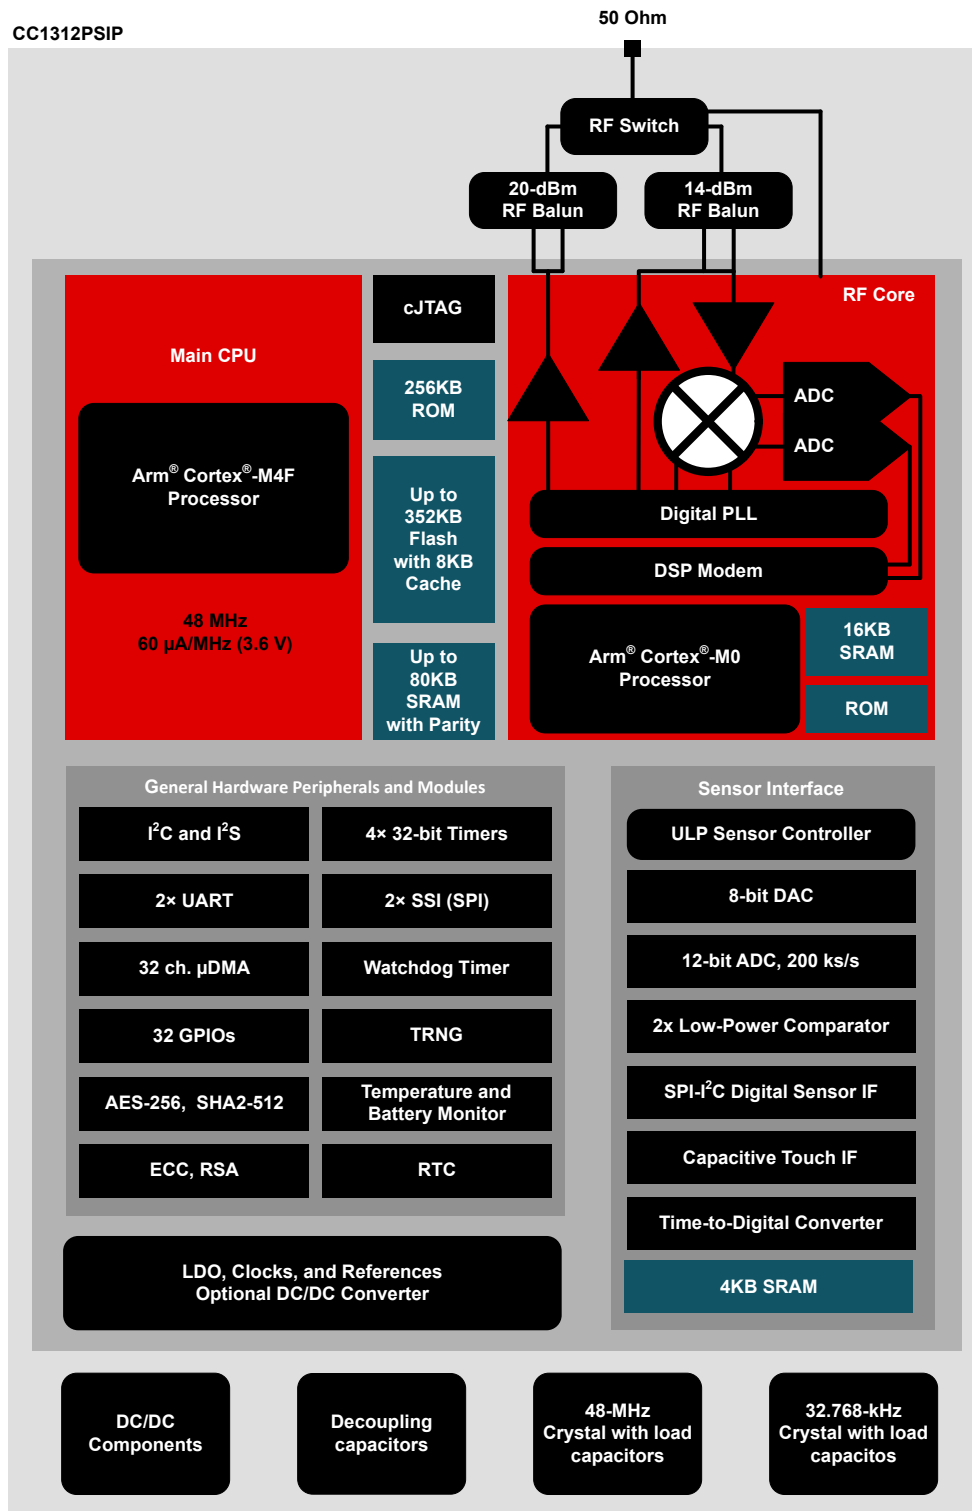 50 Ohm
CC1312PSIP
RF Switch
20-dBm
RF Balun
14-dBm
RF Balun
Main CPU
Arm® Cortex®-M4F
Processor
48 MHz
60 µA/MHz (3.6 V)
cJTAG
256KB
ROM
Up to
352KB
Flash
with 8KB
Cache
Up to
80KB
SRAM
with Parity
RF Core
ADC
ADC
Digital PLL
DSP Modem
Arm® Cortex®-M0
Processor
16KB
SRAM
ROM
General Hardware Peripherals and Modules
I²C and I²S
4× 32-bit Timers
2× UART
2× SSI (SPI)
32 ch. µDMA
Watchdog Timer
32 GPIOs
TRNG
AES-256, SHA2-512
Temperature and
Battery Monitor
ECC, RSA
RTC
LDO, Clocks, and References
Optional DC/DC Converter
Sensor Interface
ULP Sensor Controller
8-bit DAC
12-bit ADC, 200 ks/s
2x Low-Power Comparator
SPI-I²C Digital Sensor IF
Capacitive Touch IF
Time-to-Digital Converter
4KB SRAM
DC/DC
Components
Decoupling
capacitors
48-MHz
Crystal with load
capacitors
32.768-kHz
Crystal with load
capacitos